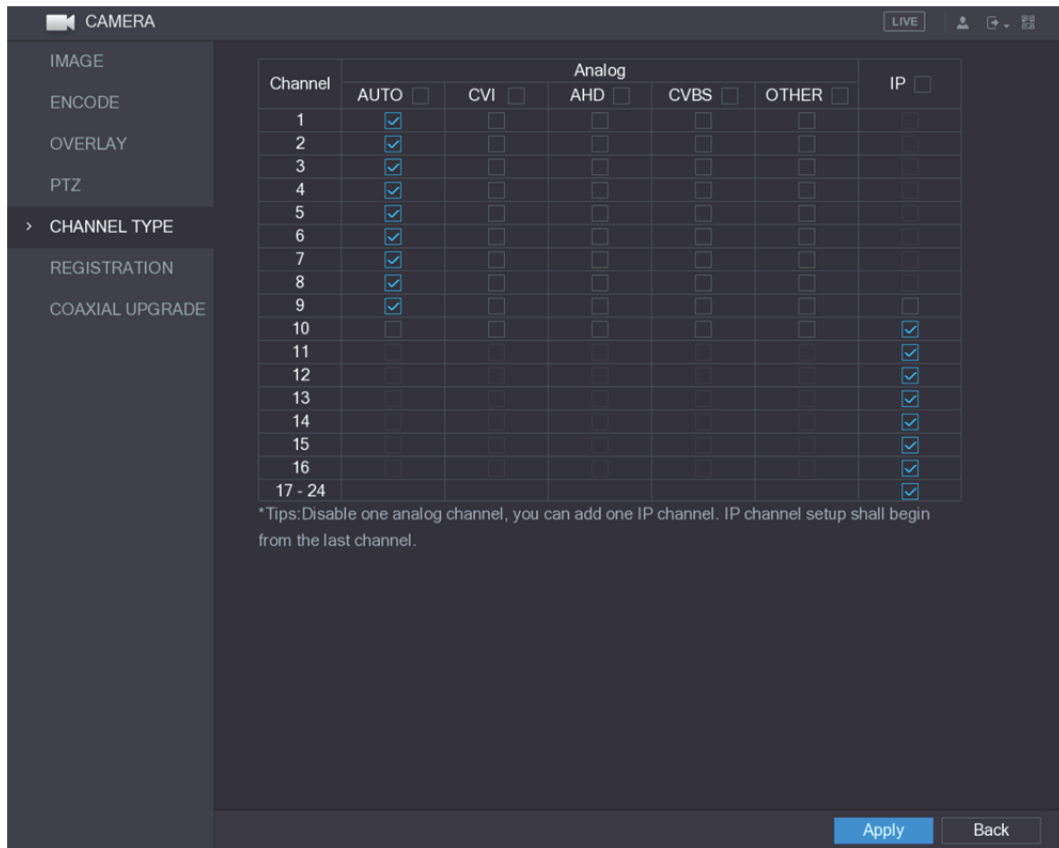 CAMERA
LIVE
IMAGE
ENCODE
OVERLAY
PTZ
> CHANNEL TYPE
REGISTRATION
COAXIAL UPGRADE
Channel Analog IP
AUTO CVI AHD CVBS OTHER
1
2
3
4
5
6
7
8
9
10
11
12
13
14
15
16
17 - 24
*Tips:Disable one analog channel, you can add one IP channel. IP channel setup shall begin
from the last channel.
Apply Back